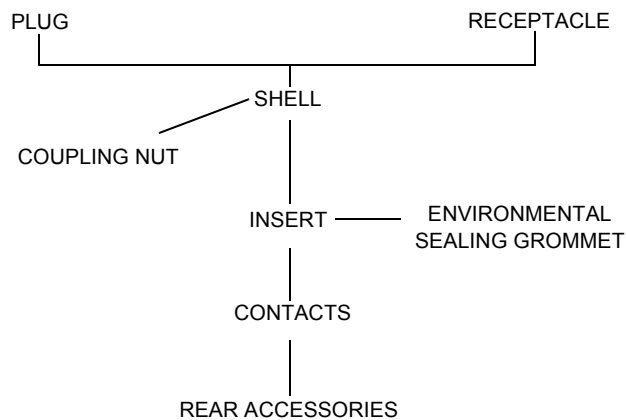 PLUG
RECEPTACLE
SHELL
COUPLING NUT
INSERT
ENVIRONMENTAL
SEALING GROMMET
CONTACTS
REAR ACCESSORIES